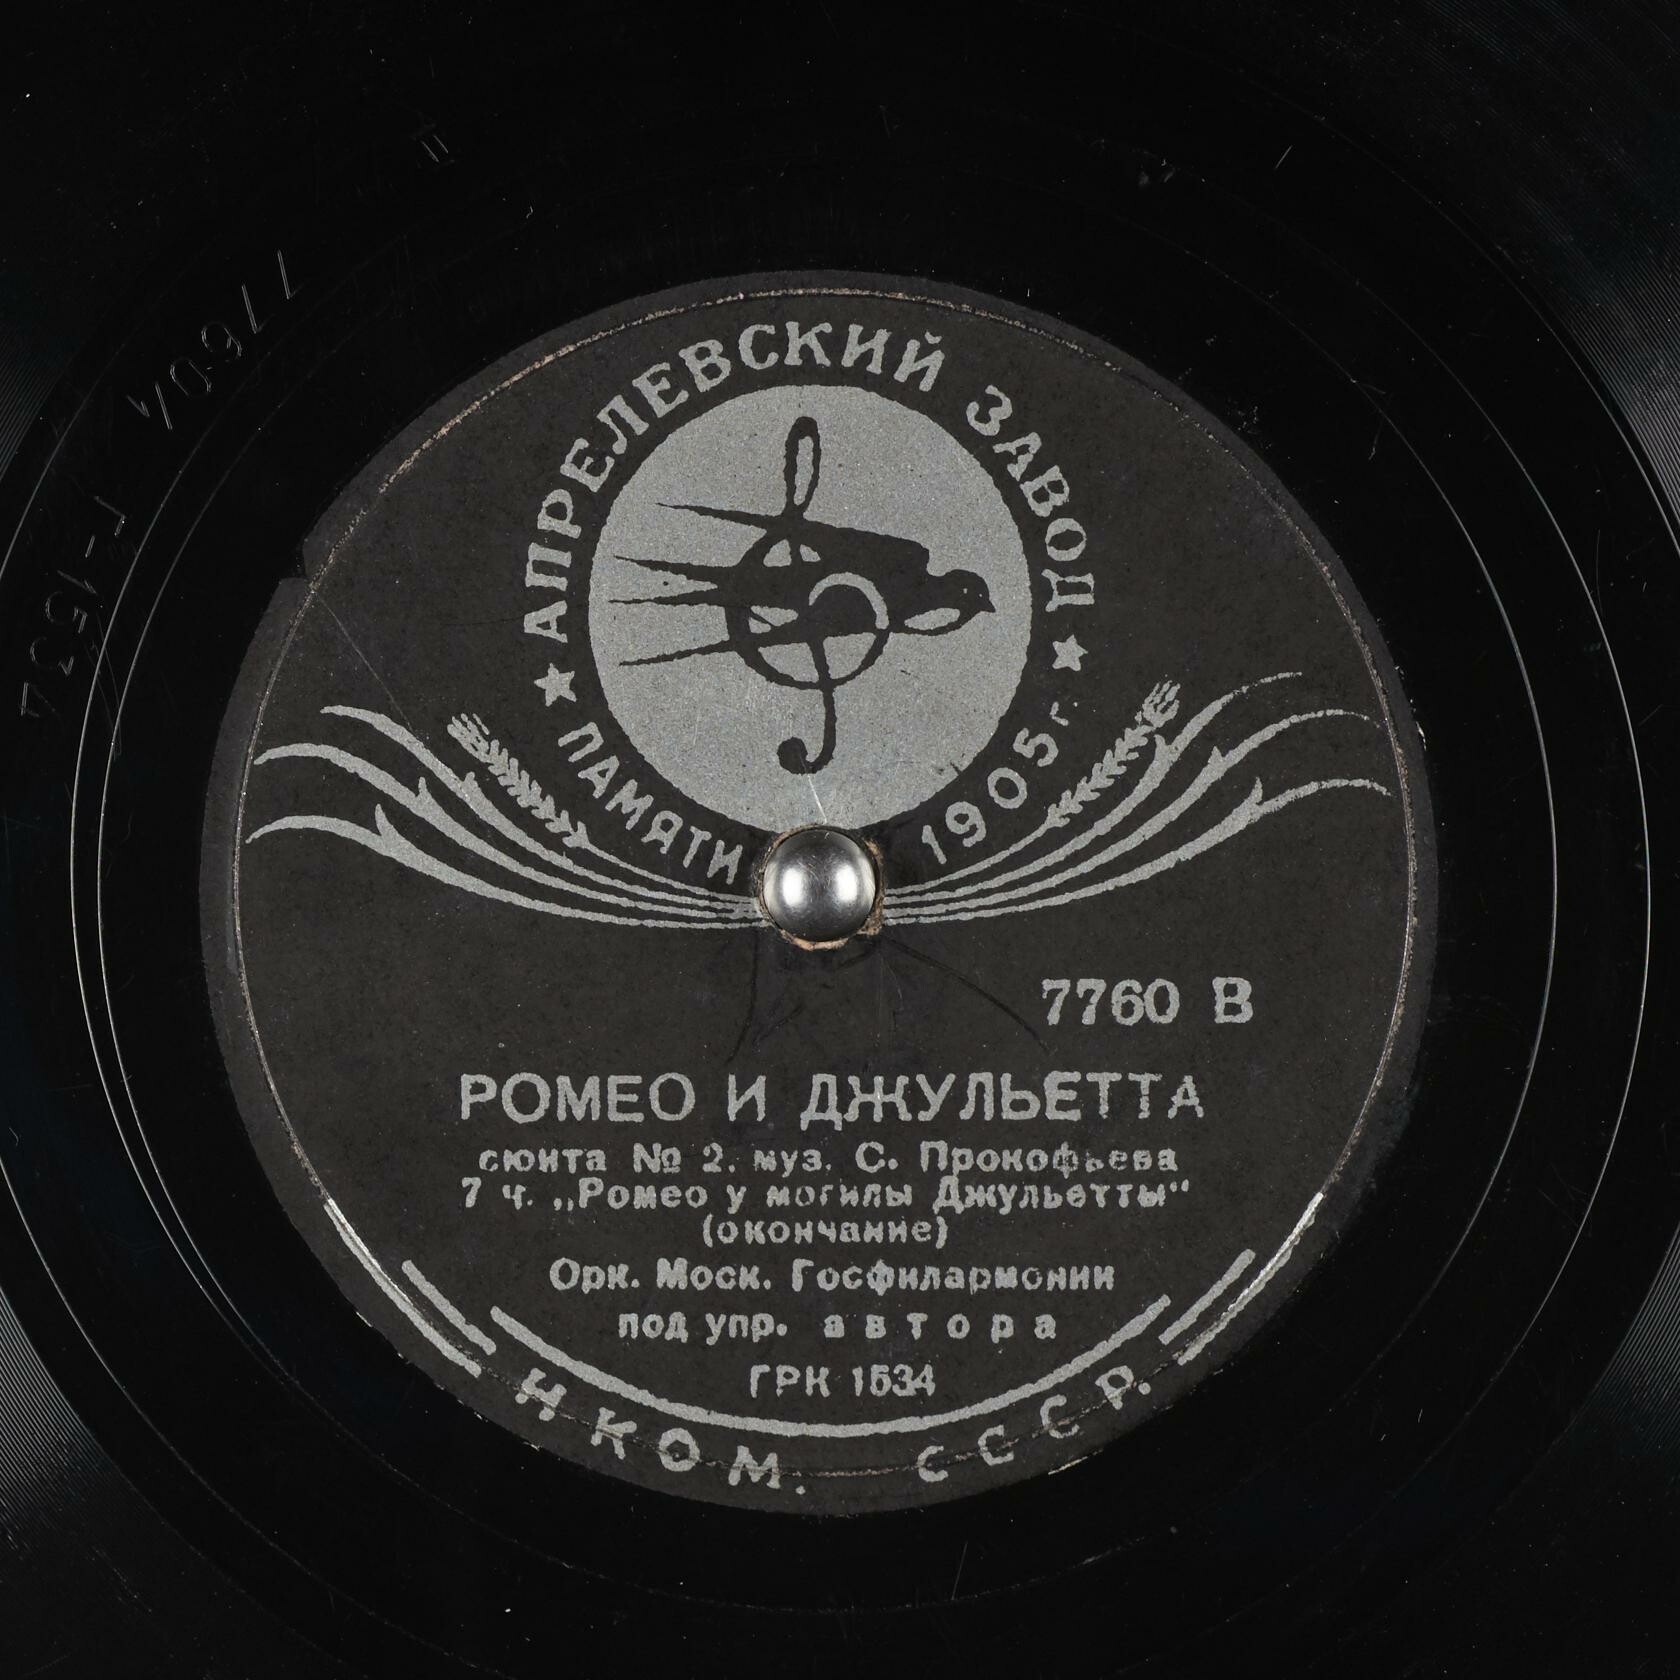 АПРЕЛЕВСКИЙ ЗАВОД
ПАМЯТИ 1905 г.
7760 В
РОМЕО И ДЖУЛЬЕТТА
сюита № 2. муз. С. Прокофьева
7 ч. „Ромео у могилы Джульетты“
(окончание)
Орк. Моск. Госфилармонии
под упр. автора
ГРК 1534
НКОМ. СССР.
Г-1534